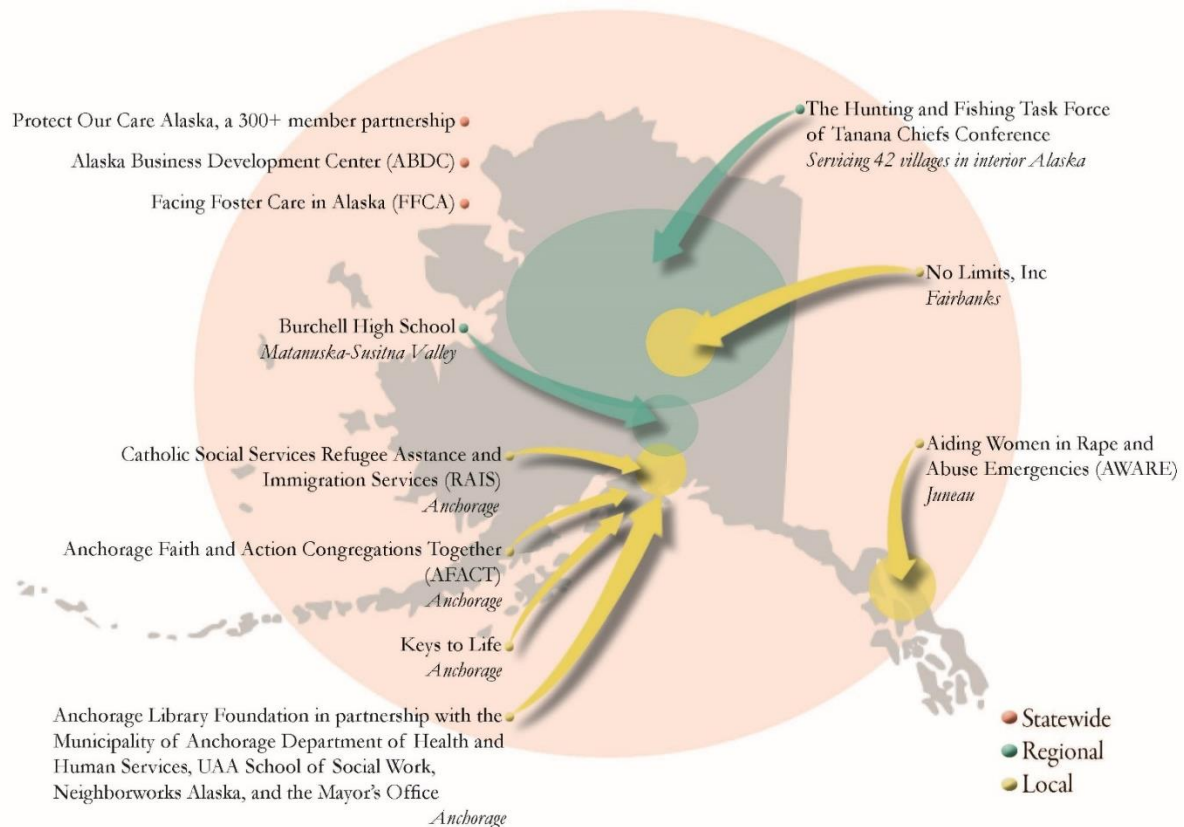 Protect Our Care Alaska, a 300+ member partnership
Alaska Business Development Center (ABDC)
Facing Foster Care in Alaska (FFCA)
The Hunting and Fishing Task Force
of Tanana Chiefs Conference
Servicing 42 villages in interior Alaska
No Limits, Inc
Fairbanks
Burchell High School
Matanuska-Susitna Valley
Catholic Social Services Refugee Asstance and
Immigration Services (RAIS)
Anchorage
Aiding Women in Rape and
Abuse Emergencies (AWARE)
Juneau
Anchorage Faith and Action Congregations Together
(AFACT)
Anchorage
Keys to Life
Anchorage
Anchorage Library Foundation in partnership with the
Municipality of Anchorage Department of Health and
Human Services, UAA School of Social Work,
Neighborworks Alaska, and the Mayor's Office
Anchorage
Statewide
Regional
Local